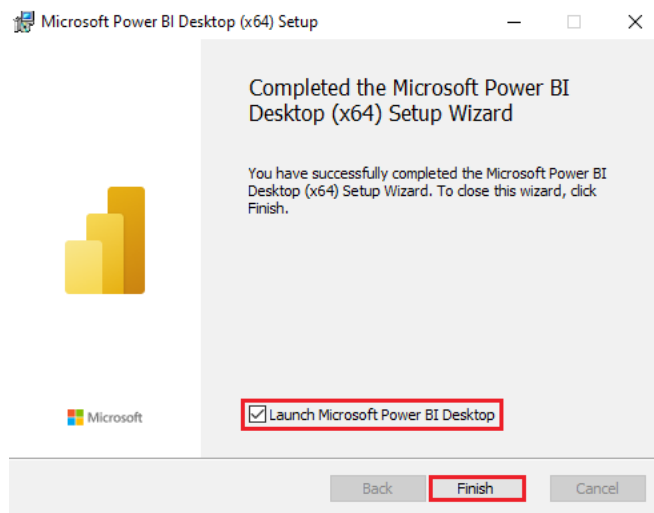 Microsoft Power BI Desktop (x64) Setup
Completed the Microsoft Power BI
Desktop (x64) Setup Wizard
You have successfully completed the Microsoft Power BI
Desktop (x64) Setup Wizard. To close this wizard, click
Finish.
Microsoft
Launch Microsoft Power BI Desktop
Back Finish Cancel